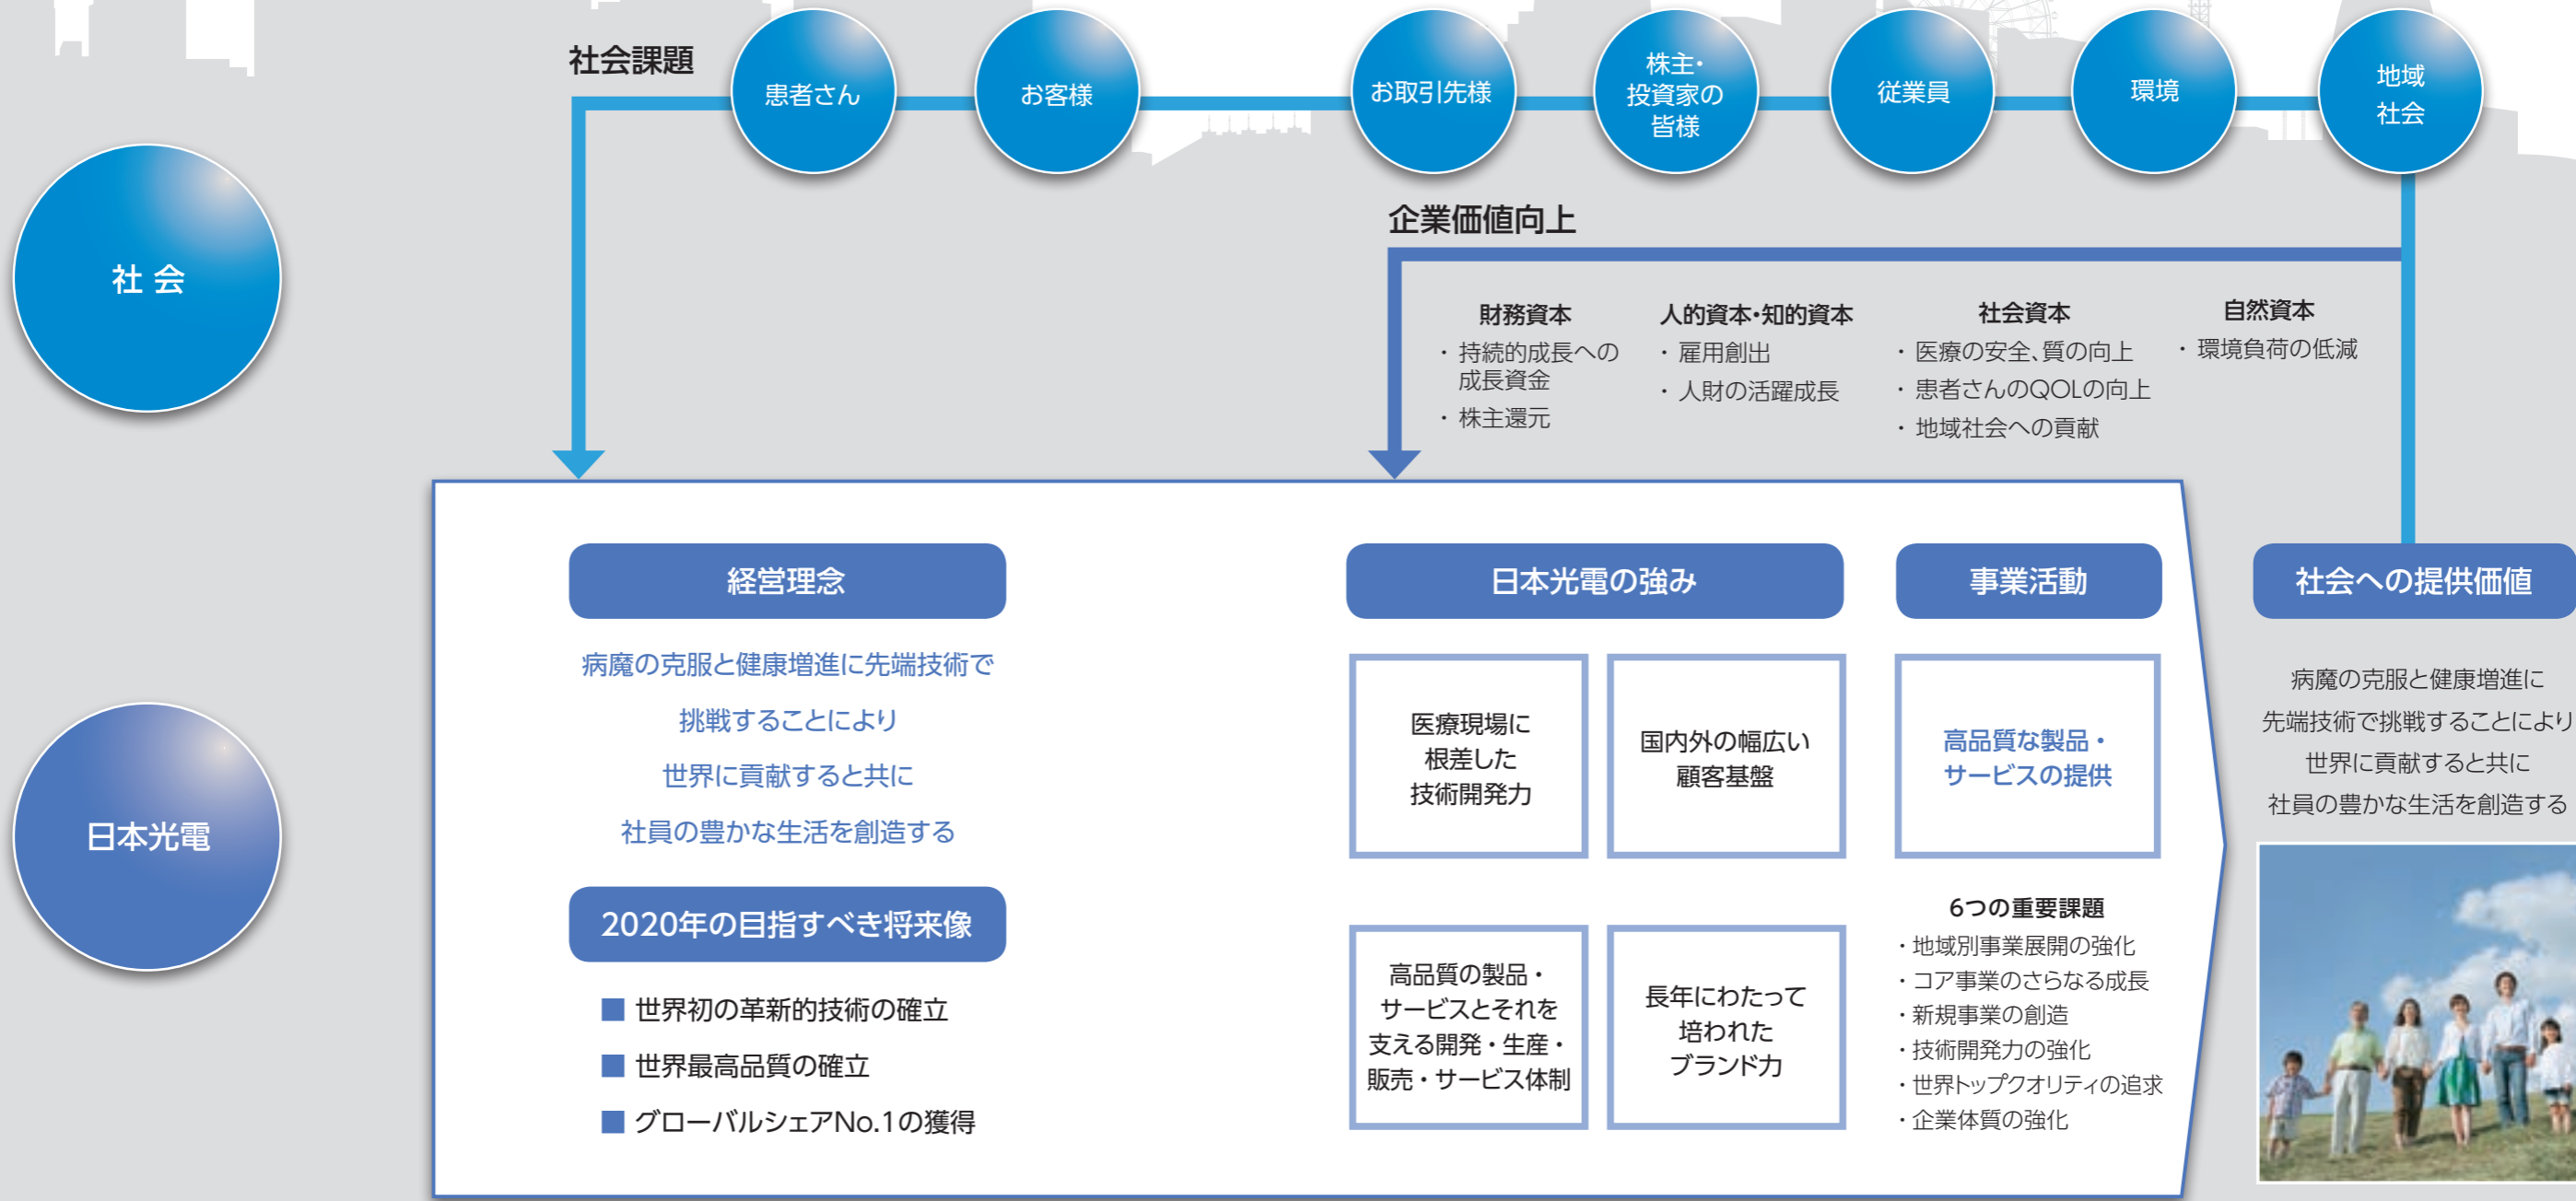 社会課題
患者さん
お客様
お取引先様
株主・
投資家の
皆様
従業員
環境
地域
社会
社 会
企業価値向上
財務資本
・ 持続的成長への
成長資金
・ 株主還元
人的資本・知的資本
・ 雇用創出
・ 人財の活躍成長
社会資本
・ 医療の安全、質の向上
・ 患者さんのQOLの向上
・ 地域社会への貢献
自然資本
・ 環境負荷の低減
日本光電
経営理念
病魔の克服と健康増進に先端技術で
挑戦することにより
世界に貢献すると共に
社員の豊かな生活を創造する
2020年の目指すべき将来像
■ 世界初の革新的技術の確立
■ 世界最高品質の確立
■ グローバルシェアNo.1の獲得
日本光電の強み
医療現場に
根差した
技術開発力
国内外の幅広い
顧客基盤
高品質の製品・
サービスとそれを
支える開発・生産・
販売・サービス体制
長年にわたって
培われた
ブランド力
事業活動
高品質な製品・
サービスの提供
6つの重要課題
・地域別事業展開の強化
・コア事業のさらなる成長
・新規事業の創造
・技術開発力の強化
・世界トップクオリティの追求
・企業体質の強化
社会への提供価値
病魔の克服と健康増進に
先端技術で挑戦することにより
世界に貢献すると共に
社員の豊かな生活を創造する